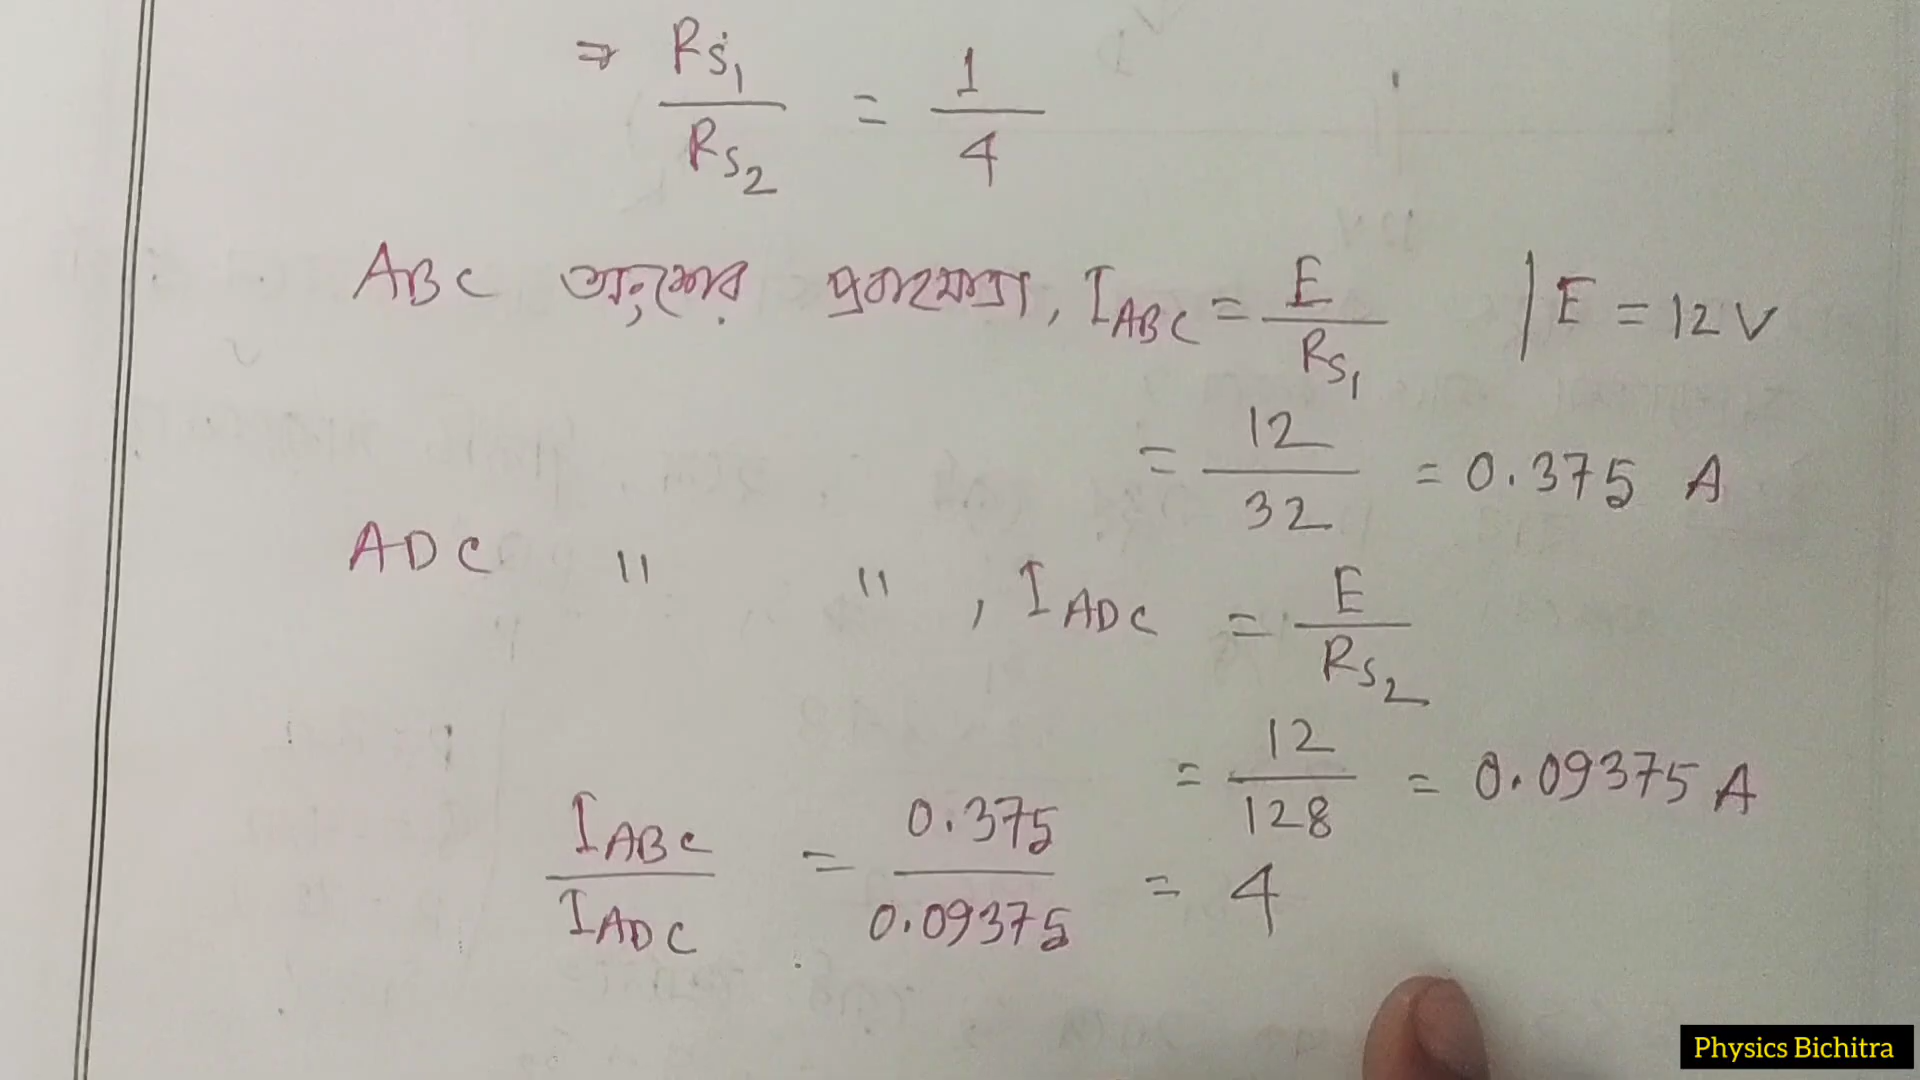 ⇒ Rs₁/Rs₂ = 1/4
ABC অংশের প্রবাহমাত্রা, I_ABC = E/Rs₁ | E = 12 V
= 12/32 = 0.375 A
ADC " " , I_ADC = E/Rs₂
= 12/128 = 0.09375 A
I_ABC/I_ADC = 0.375/0.09375 = 4
Physics Bichitra